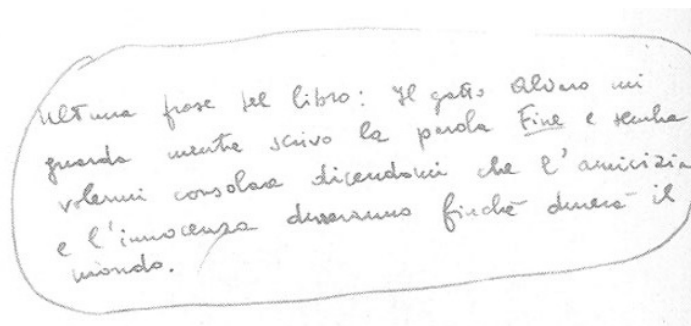 Ultima frase del libro: Il gatto Alvaro mi
guarda mentre scrivo la parola Fine e sembra
volermi consolare dicendomi che l'amicizia
e l'innocenza dureranno finchè durerà il
mondo.